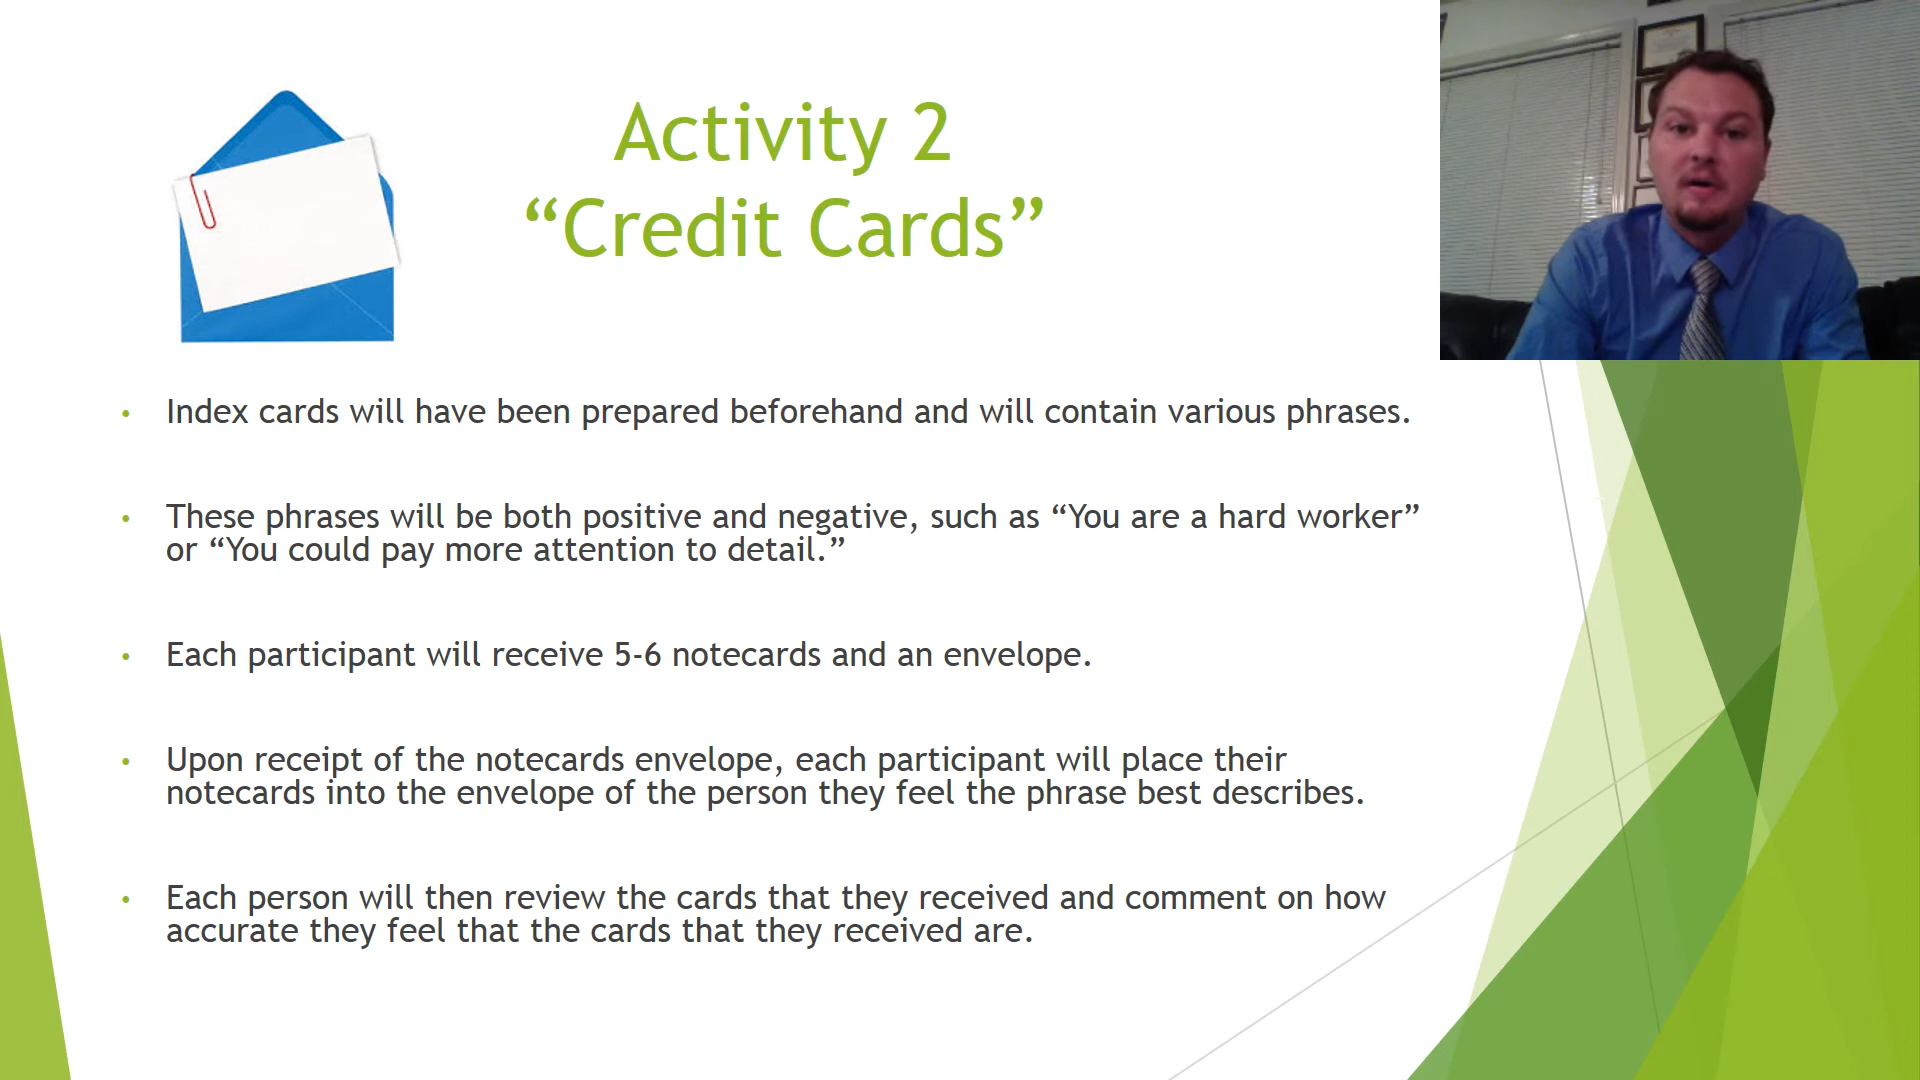 Activity 2
“Credit Cards”
• Index cards will have been prepared beforehand and will contain various phrases.
• These phrases will be both positive and negative, such as “You are a hard worker”
or “You could pay more attention to detail.”
• Each participant will receive 5-6 notecards and an envelope.
• Upon receipt of the notecards envelope, each participant will place their
notecards into the envelope of the person they feel the phrase best describes.
• Each person will then review the cards that they received and comment on how
accurate they feel that the cards that they received are.